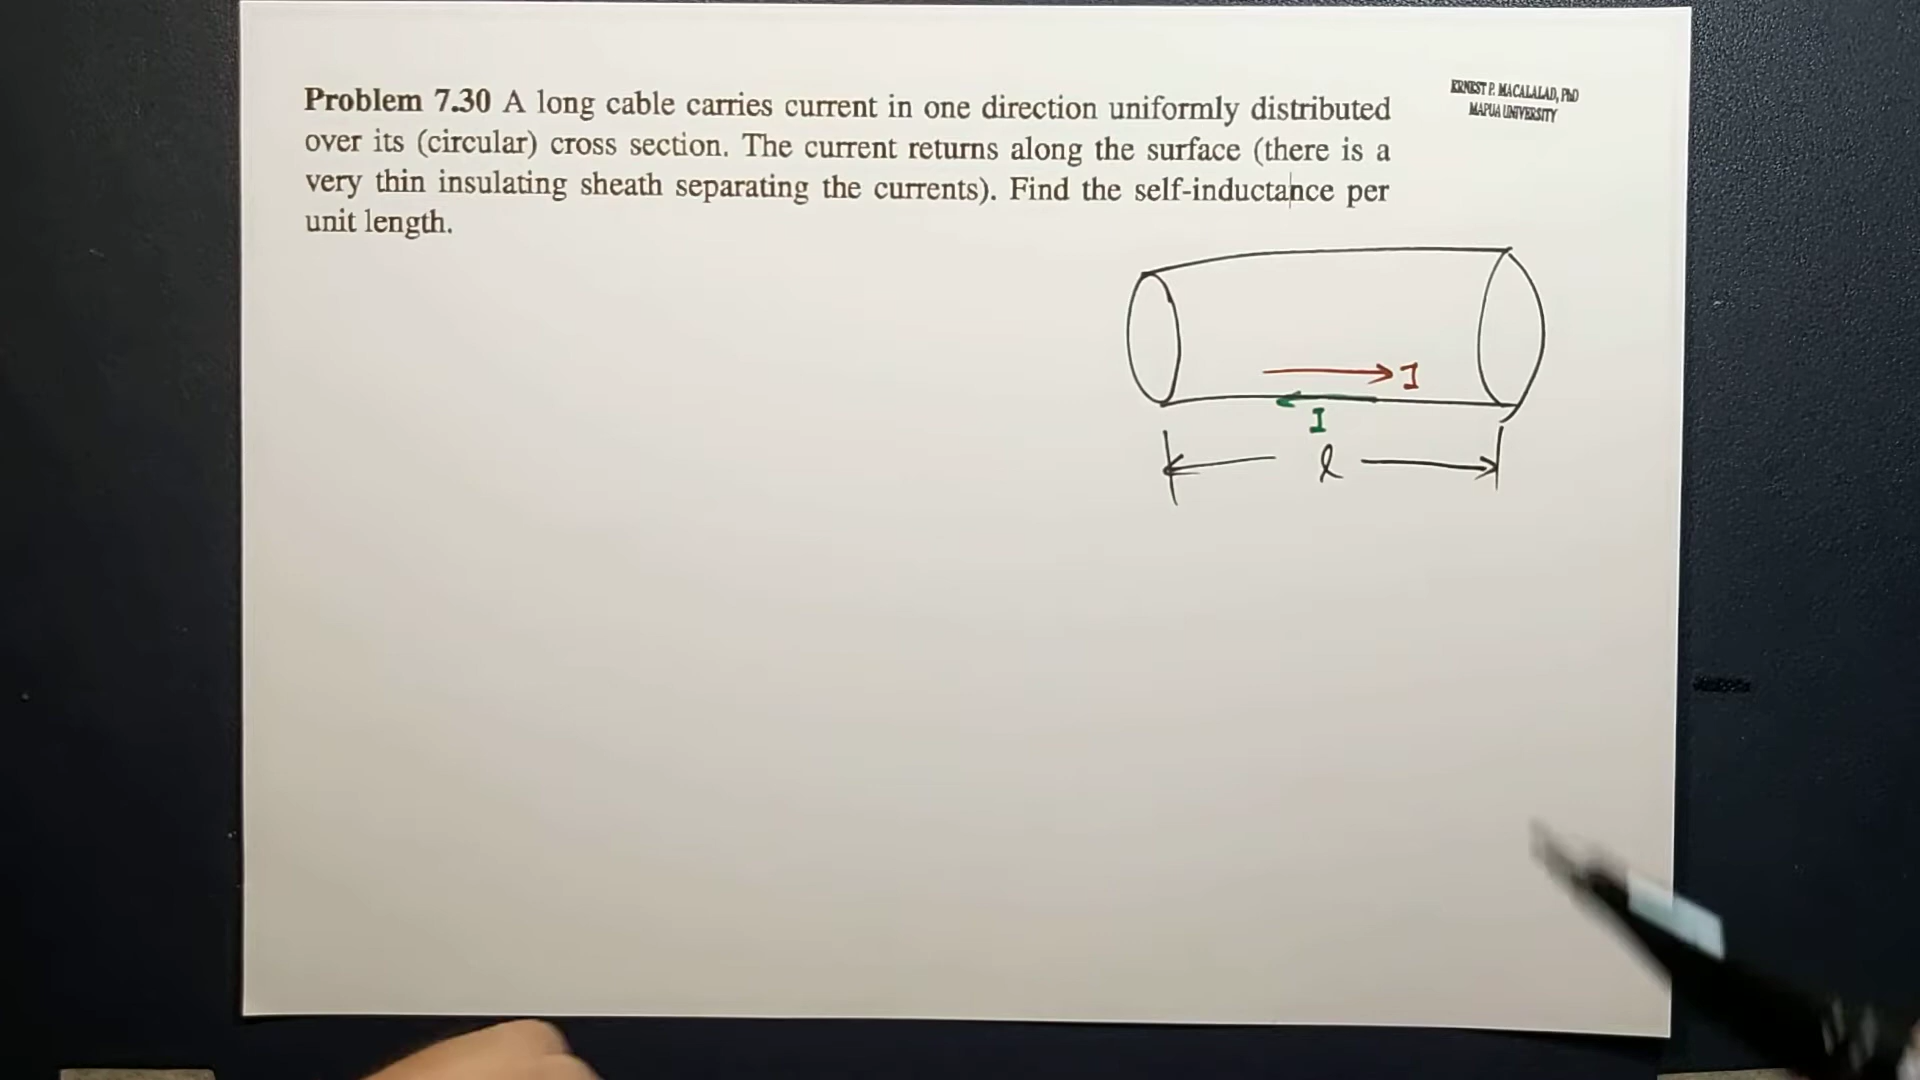 Problem 7.30 A long cable carries current in one direction uniformly distributed
over its (circular) cross section. The current returns along the surface (there is a
very thin insulating sheath separating the currents). Find the self-inductance per
unit length.
ERNEST P. MACALALAD, PhD
MAPUA UNIVERSITY
I
I
ℓ